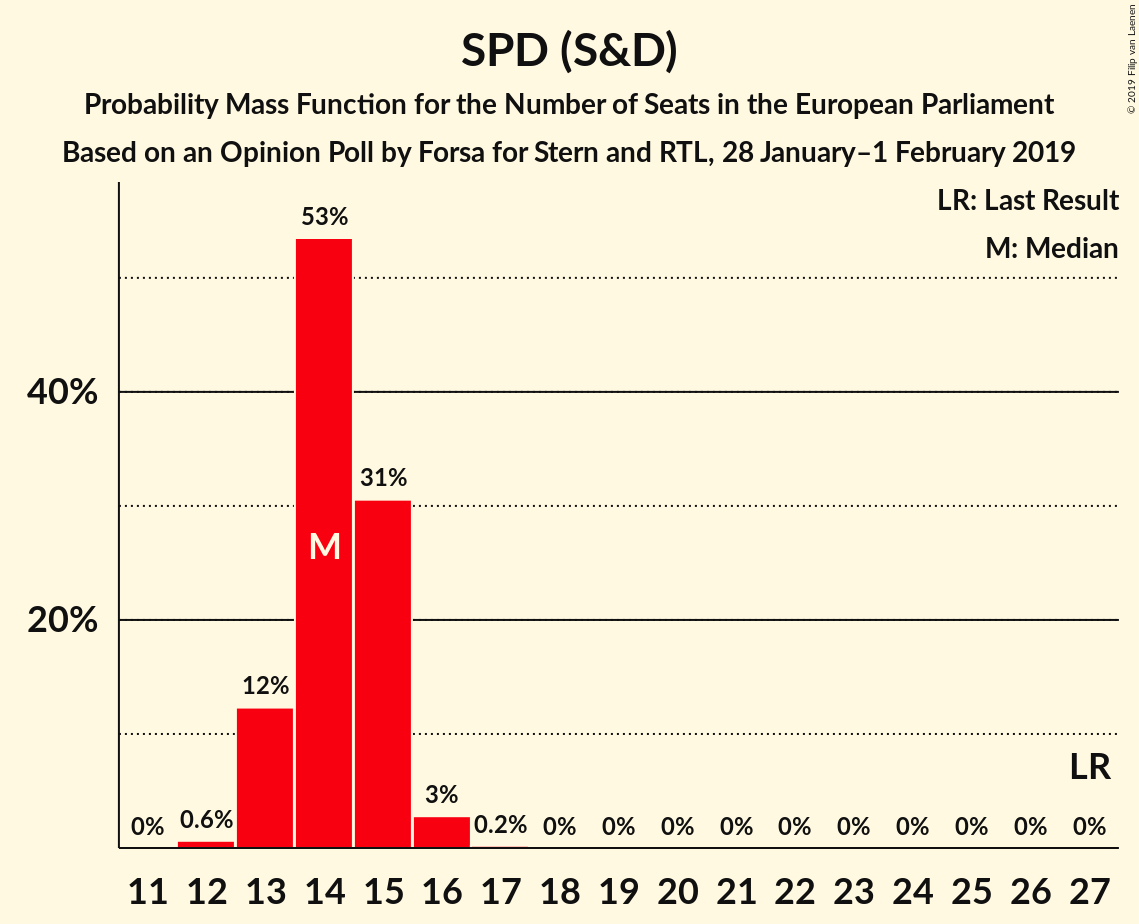 SPD (S&D)
Probability Mass Function for the Number of Seats in the European Parliament
Based on an Opinion Poll by Forsa for Stern and RTL, 28 January–1 February 2019
© 2019 Filip van Laenen
LR: Last Result
M: Median
53%
40%
31%
M
20%
12%
LR
0% 0.6% 3% 0.2% 0% 0% 0% 0% 0% 0% 0% 0% 0% 0%
11 12 13 14 15 16 17 18 19 20 21 22 23 24 25 26 27